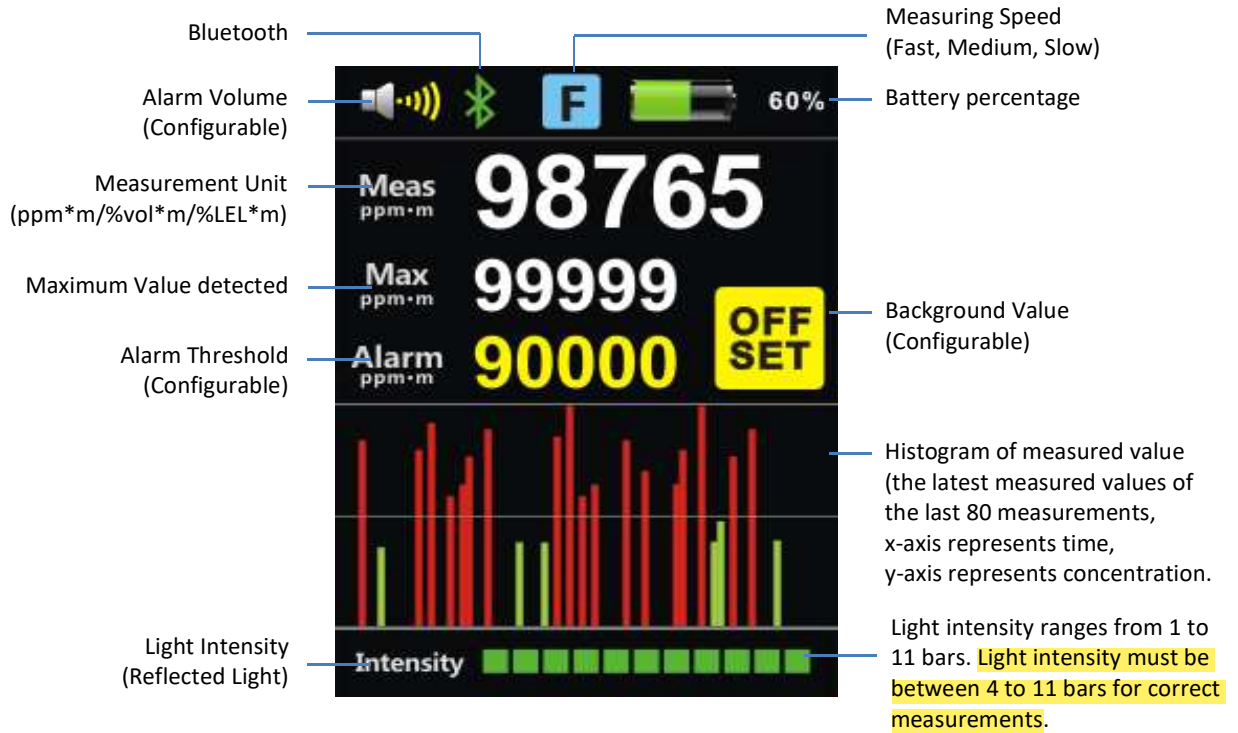 Bluetooth
Measuring Speed
(Fast, Medium, Slow)
Alarm Volume
(Configurable)
F
60%
Battery percentage
Measurement Unit
(ppm*m/%vol*m/%LEL*m)
Meas
ppm·m
98765
Maximum Value detected
Max
ppm·m
99999
OFF
SET
Background Value
(Configurable)
Alarm Threshold
(Configurable)
Alarm
ppm·m
90000
Histogram of measured value
(the latest measured values of
the last 80 measurements,
x-axis represents time,
y-axis represents concentration.
Light Intensity
(Reflected Light)
Intensity
Light intensity ranges from 1 to
11 bars. Light intensity must be
between 4 to 11 bars for correct
measurements.